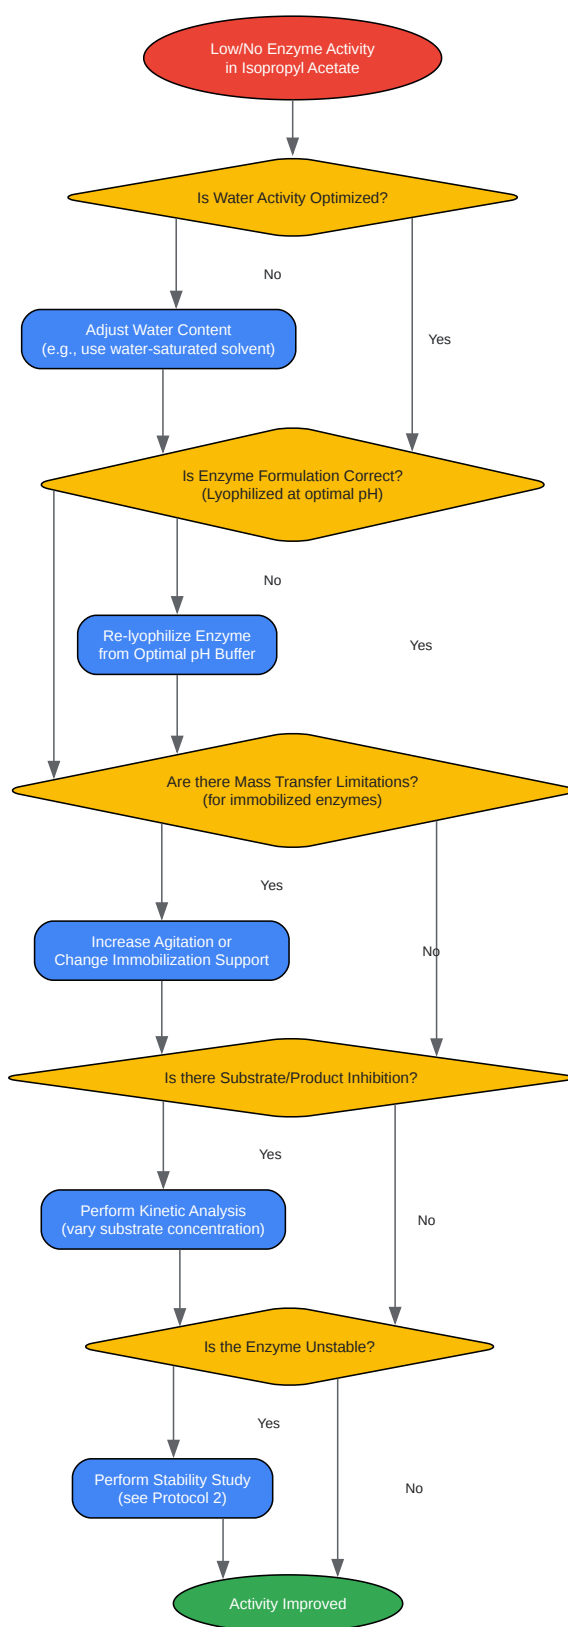 Low/No Enzyme Activity
in Isopropyl Acetate
Is Water Activity Optimized?
No
Adjust Water Content
(e.g., use water-saturated solvent)
Yes
Is Enzyme Formulation Correct?
(Lyophilized at optimal pH)
No
Re-lyophilize Enzyme
from Optimal pH Buffer
Yes
Are there Mass Transfer Limitations?
(for immobilized enzymes)
Yes
Increase Agitation or
Change Immobilization Support
No
Is there Substrate/Product Inhibition?
Yes
Perform Kinetic Analysis
(vary substrate concentration)
No
Is the Enzyme Unstable?
Yes
Perform Stability Study
(see Protocol 2)
No
Activity Improved